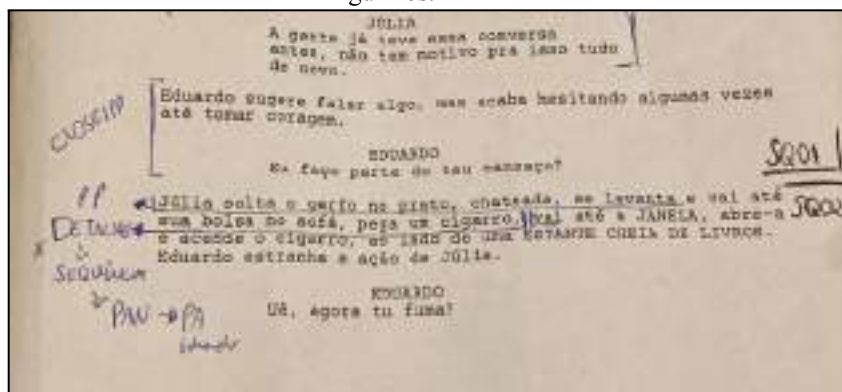 JÚLIA
A gente já teve essa conversa
antes, não tem motivo pra isso tudo
de novo.
CLOSEUP
Eduardo sugere falar algo, mas acaba hesitando algumas vezes
até tomar coragem.
EDUARDO
Eu faço parte do teu cansaço?
SQ01
PP
Júlia solta o garfo no prato, chateada, se levanta e vai até
SQ02
DETALHE
sua bolsa no sofá, pega um cigarro, vai até a JANELA, abre-a
e acende o cigarro, ao lado de uma ESTANTE CHEIA DE LIVROS.
Eduardo estranha a ação de Júlia.
SEQUÊNCIA
EDUARDO
Ué, agora tu fuma?
PAN → PA